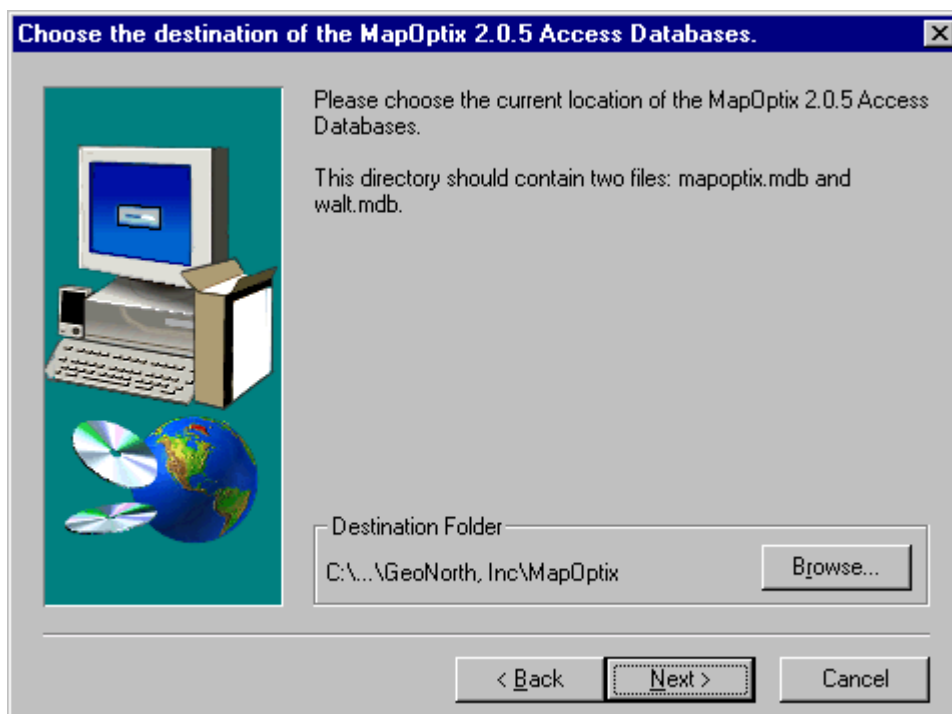 Choose the destination of the MapOptix 2.0.5 Access Databases.
Please choose the current location of the MapOptix 2.0.5 Access
Databases.
This directory should contain two files: mapoptix.mdb and
walt.mdb.
Destination Folder
C:\...\GeoNorth, Inc\MapOptix
Browse...
< Back
Next >
Cancel